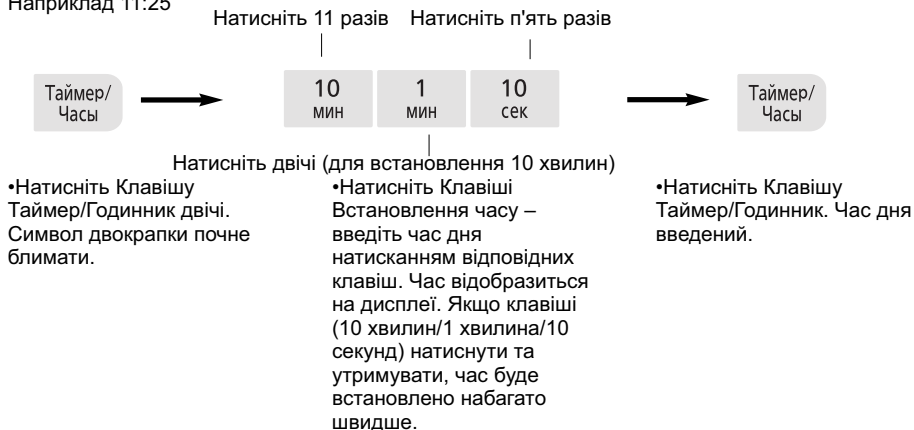 Наприклад 11:25
Натисніть 11 разів Натисніть п'ять разів
Таймер/
Часы
10
мин
1
мин
10
сек
Таймер/
Часы
Натисніть двічі (для встановлення 10 хвилин)
•Натисніть Клавішу
Таймер/Годинник двічі.
Символ двокрапки почне
блимати.
•Натисніть Клавіші
Встановлення часу –
введіть час дня
натисканням відповідних
клавіш. Час відобразиться
на дисплеї. Якщо клавіші
(10 хвилин/1 хвилина/10
секунд) натиснути та
утримувати, час буде
встановлено набагато
швидше.
•Натисніть Клавішу
Таймер/Годинник. Час дня
введений.